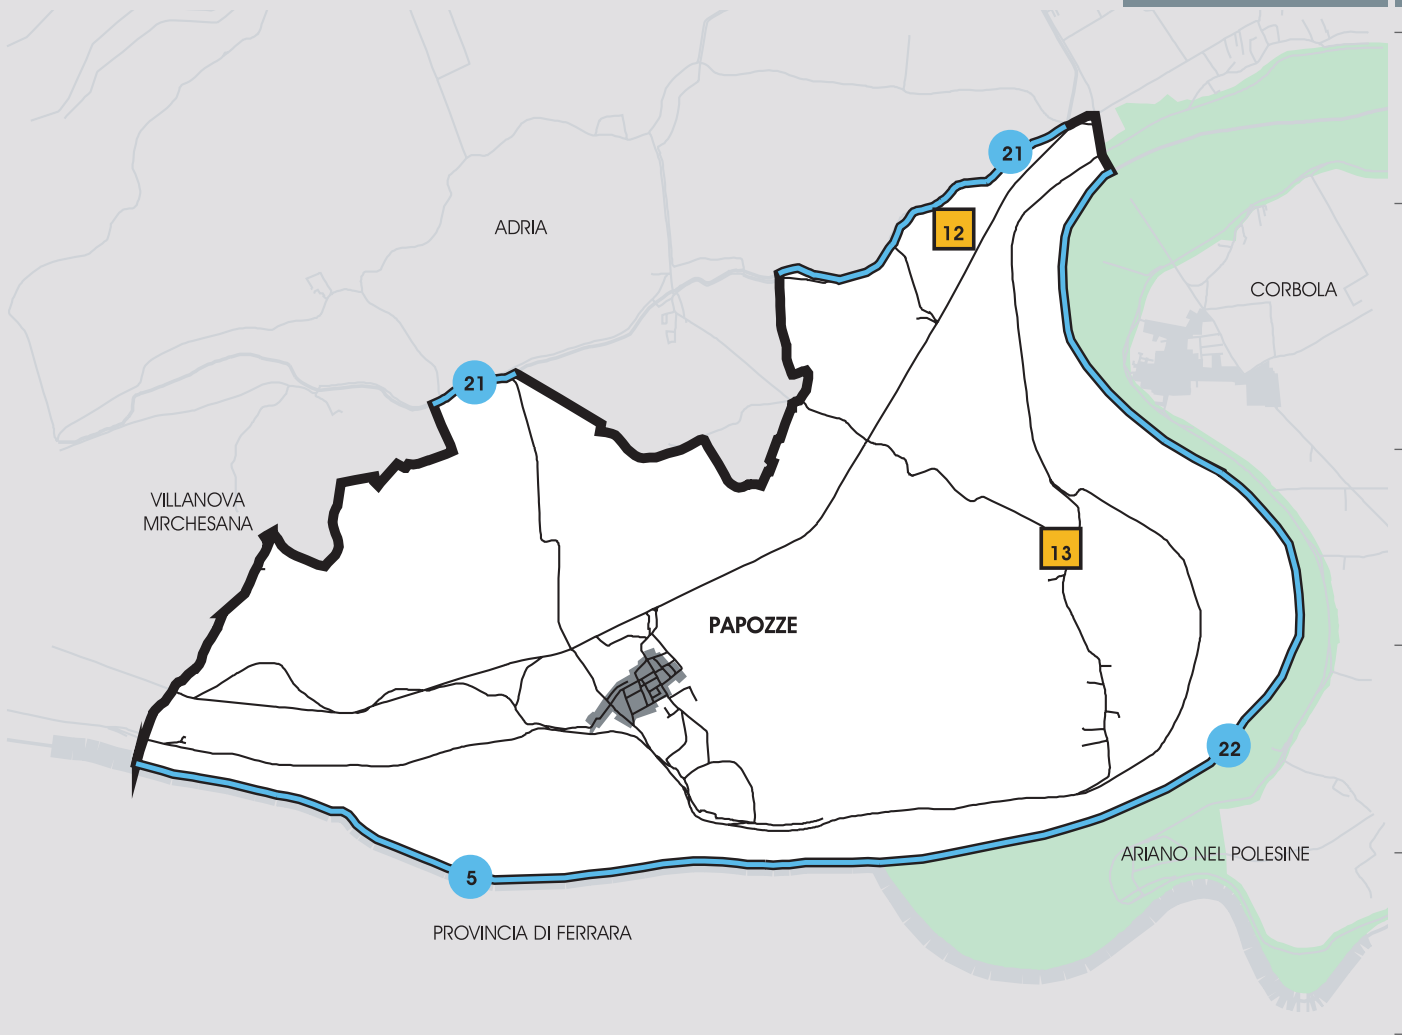 21
12
ADRIA
CORBOLA
21
VILLANOVA
MRCHESANA
13
PAPOZZE
22
ARIANO NEL POLESINE
5
PROVINCIA DI FERRARA